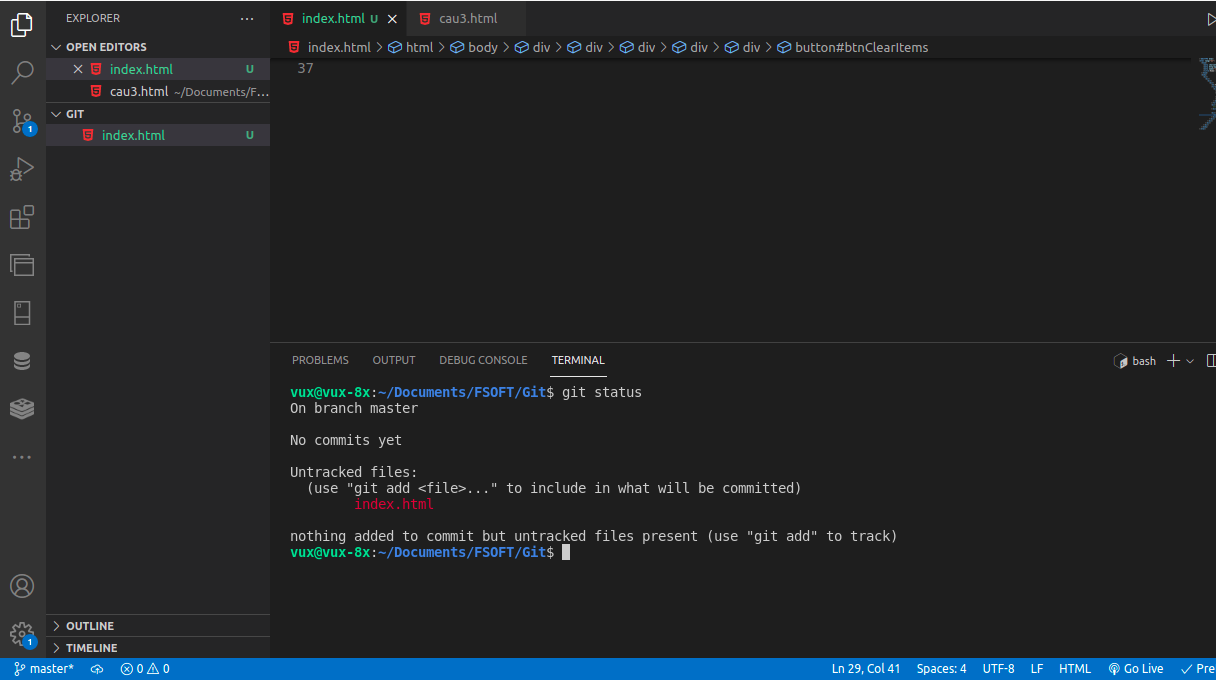 EXPLORER
OPEN EDITORS
index.html U
cau3.html ~/Documents/F...
GIT
index.html U
OUTLINE
TIMELINE
index.html U
cau3.html
index.html > html > body > div > div > div > div > div > button#btnClearItems
37
PROBLEMS OUTPUT DEBUG CONSOLE TERMINAL
bash
vux@vux-8x:~/Documents/FSOFT/Git$ git status
On branch master
No commits yet
Untracked files:
(use "git add <file>..." to include in what will be committed)
index.html
nothing added to commit but untracked files present (use "git add" to track)
vux@vux-8x:~/Documents/FSOFT/Git$
1
1
master* 0 0 Ln 29, Col 41 Spaces: 4 UTF-8 LF HTML Go Live Pre